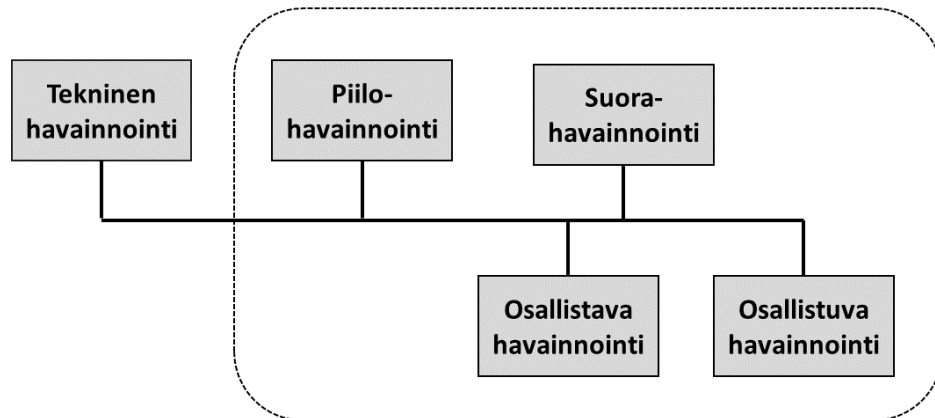 Tekninen
havainnointi
Piilo-
havainnointi
Suora-
havainnointi
Osallistava
havainnointi
Osallistuva
havainnointi